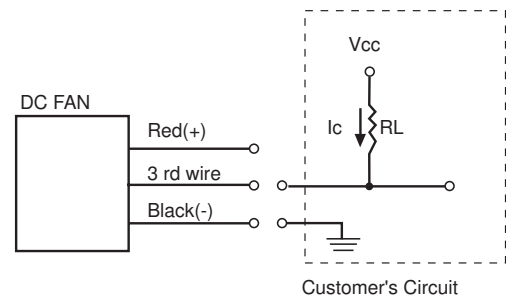 Vcc
DC FAN
Red(+)
Ic
RL
3 rd wire
Black(-)
Customer's Circuit